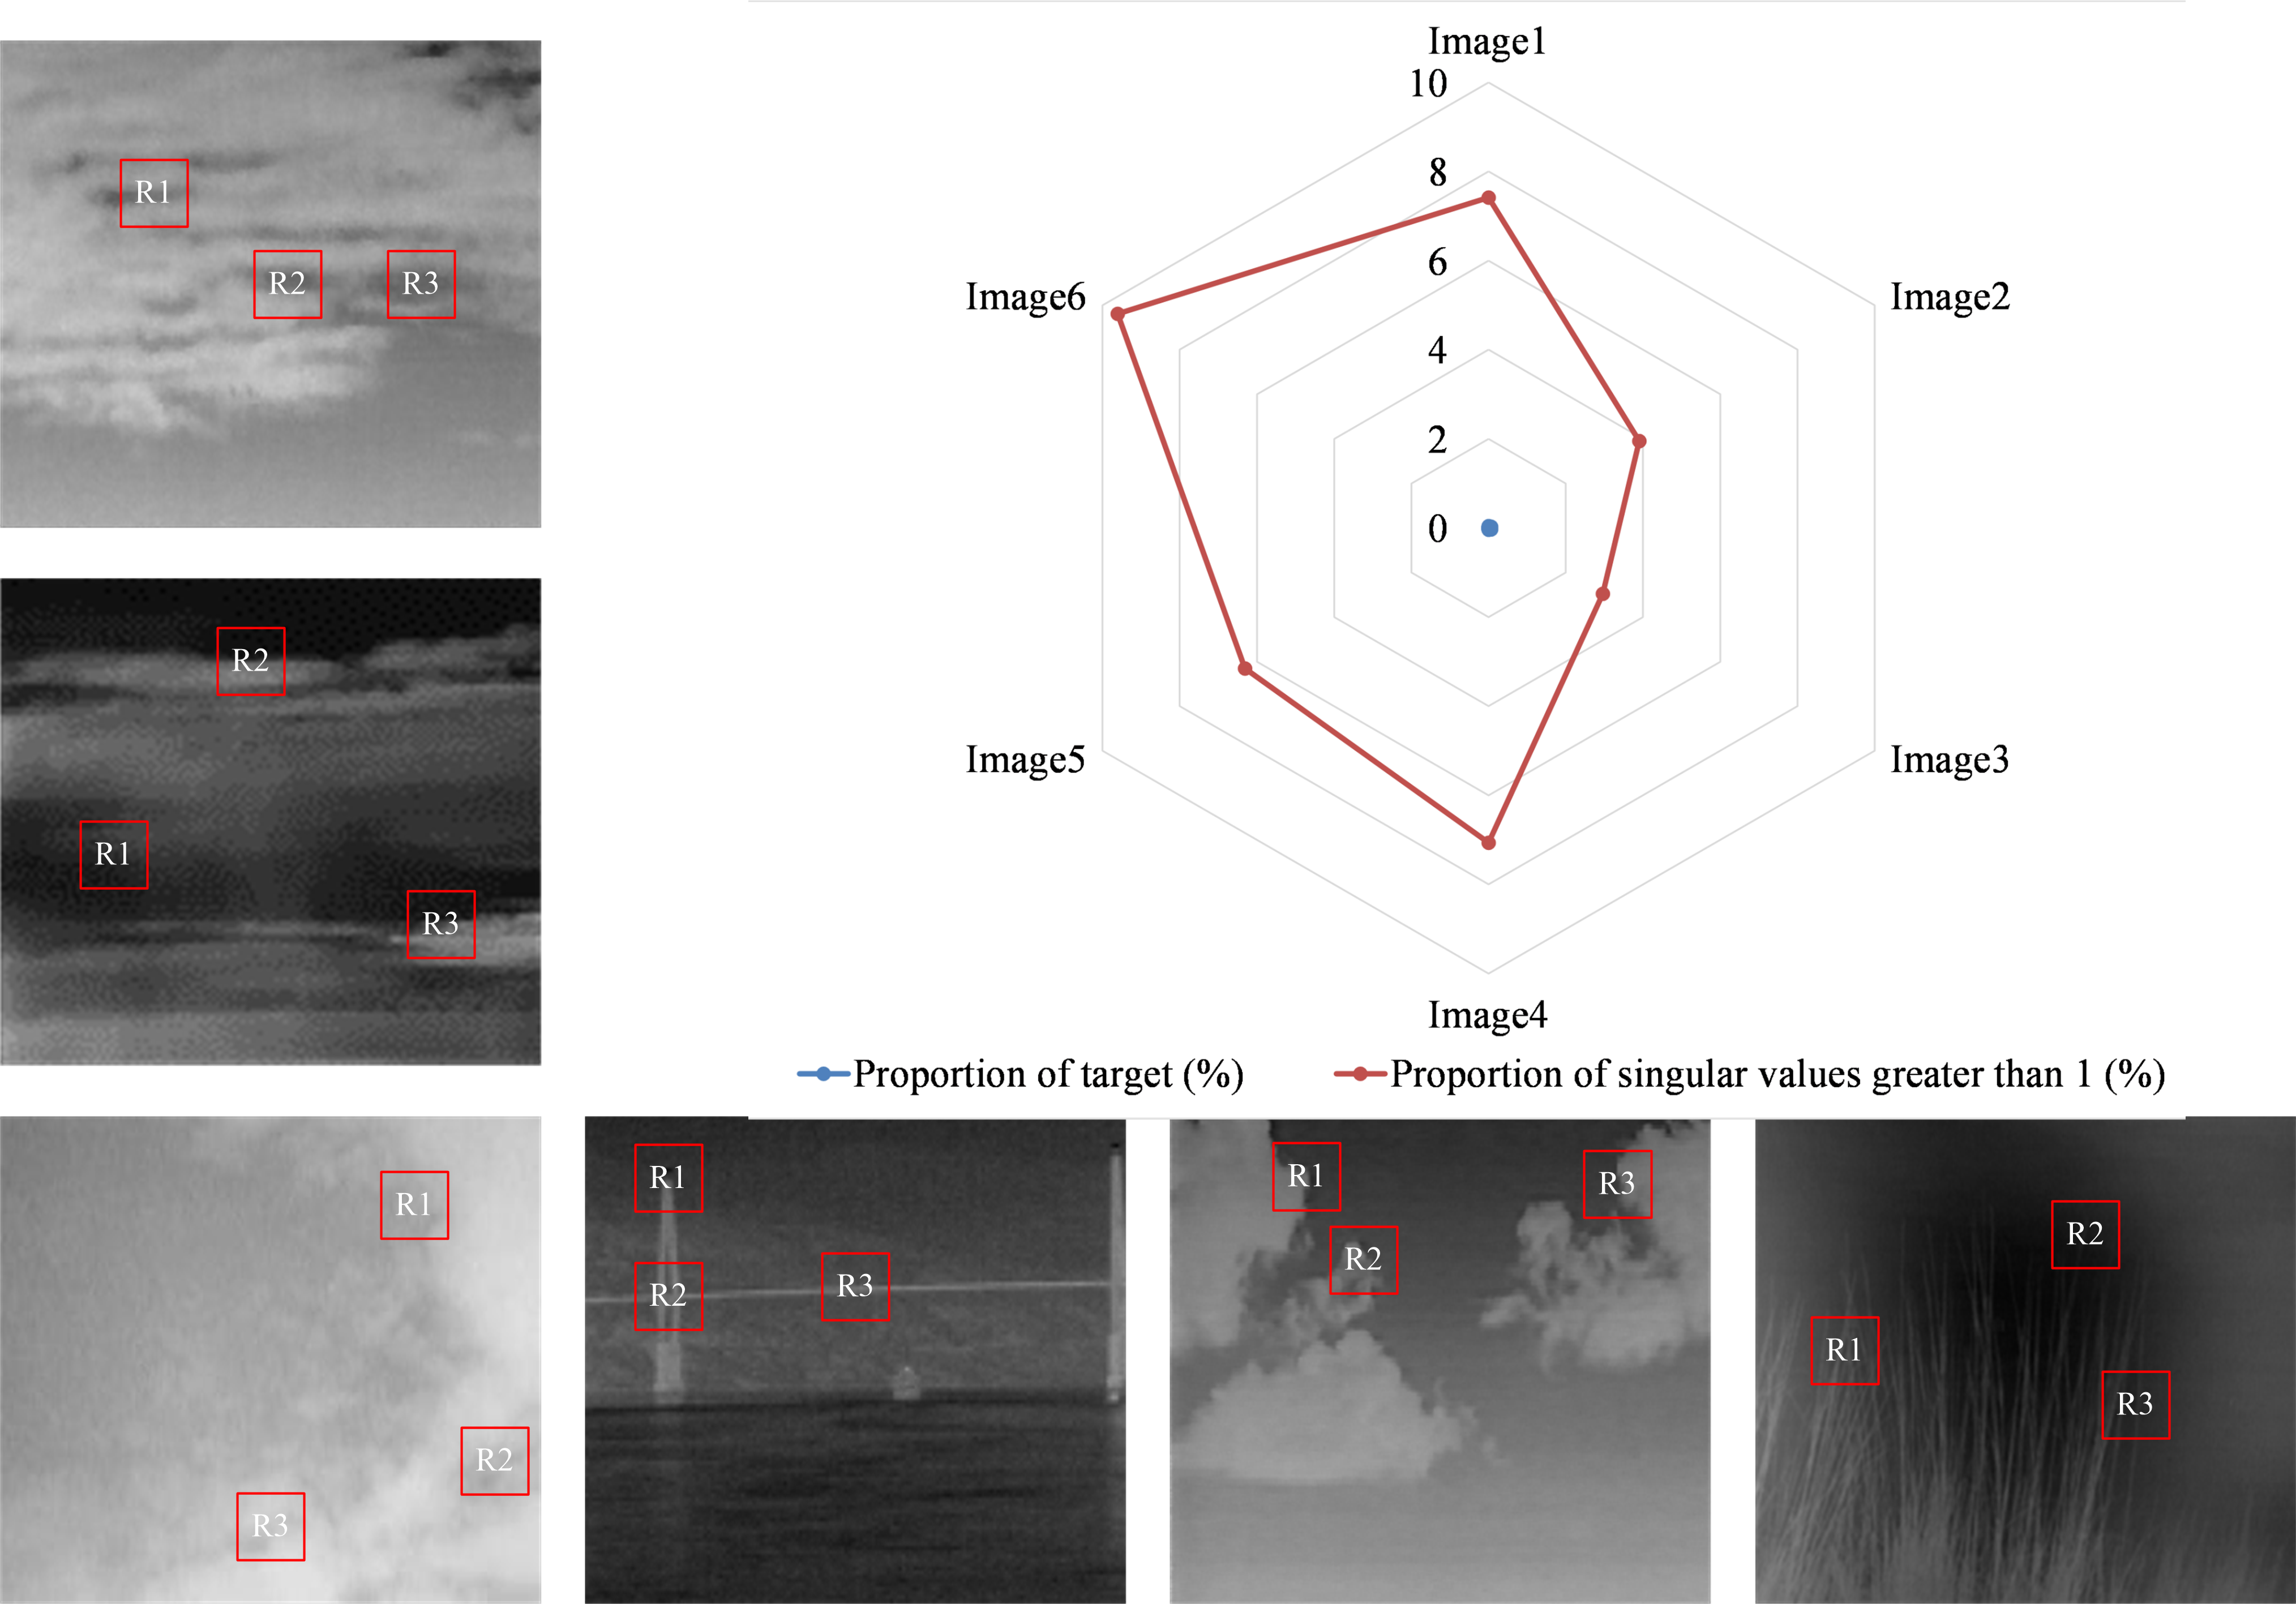 Image1
10
8
6
4
2
0
Image2
Image3
Image4
Image5
Image6
Proportion of target (%)
Proportion of singular values greater than 1 (%)
R1
R2
R3
R2
R1
R3
R1
R2
R3
R1
R2
R3
R1
R3
R2
R2
R1
R3